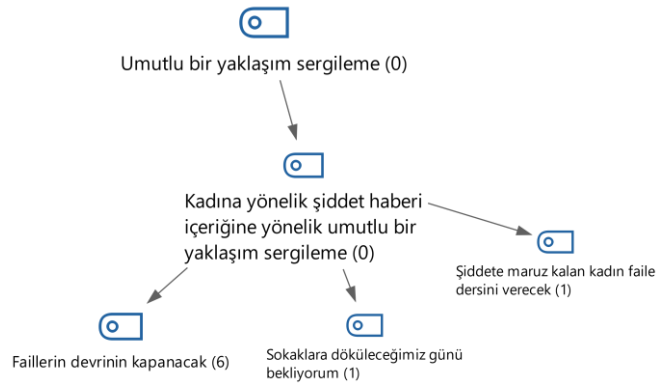 Umutlu bir yaklaşım sergileme (0)
Kadına yönelik şiddet haberi
içeriğine yönelik umutlu bir
yaklaşım sergileme (0)
Şiddete maruz kalan kadın faile
dersini verecek (1)
Faillerin devrinin kapanacak (6)
Sokaklara döküleceğimiz günü
bekliyorum (1)